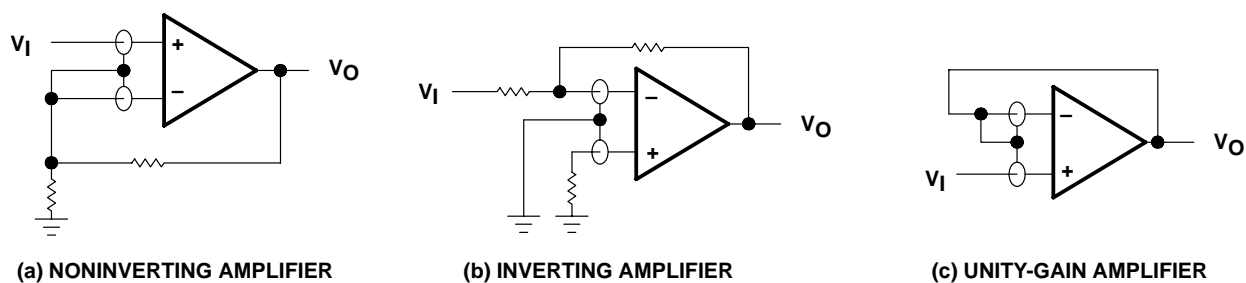 VI
+
−
VO
(a) NONINVERTING AMPLIFIER
VI
−
+
VO
(b) INVERTING AMPLIFIER
−
+
VI
VO
(c) UNITY-GAIN AMPLIFIER